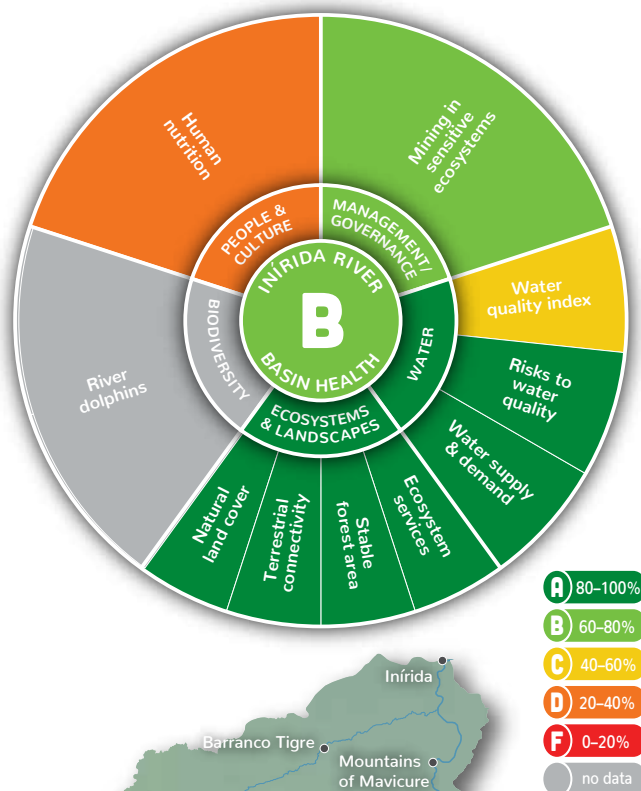 Human
nutrition
Mining in
sensitive
ecosystems
PEOPLE &
CULTURE
MANAGEMENT/
GOVERNANCE
INÍRIDA RIVER
B
BASIN HEALTH
BIODIVERSITY
WATER
ECOSYSTEMS
& LANDSCAPES
Water
quality index
Risks to
water
quality
Water supply
& demand
Ecosystem
services
Stable
forest area
Terrestrial
connectivity
Natural
land cover
River
dolphins
A 80–100%
B 60–80%
C 40–60%
D 20–40%
F 0–20%
no data
Inírida
Barranco Tigre
Mountains
of Mavicure